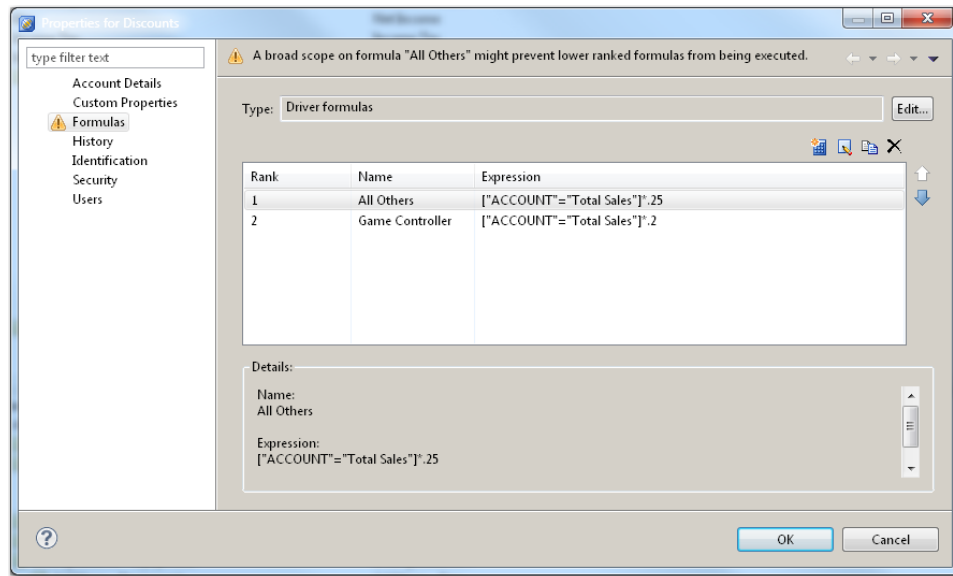 Properties for Discounts
type filter text
Account Details
Custom Properties
Formulas
History
Identification
Security
Users
A broad scope on formula "All Others" might prevent lower ranked formulas from being executed.
Type: Driver formulas Edit...
Rank Name Expression
1 All Others ["ACCOUNT"="Total Sales"]*.25
2 Game Controller ["ACCOUNT"="Total Sales"]*.2
Details:
Name:
All Others
Expression:
["ACCOUNT"="Total Sales"]*.25
OK Cancel